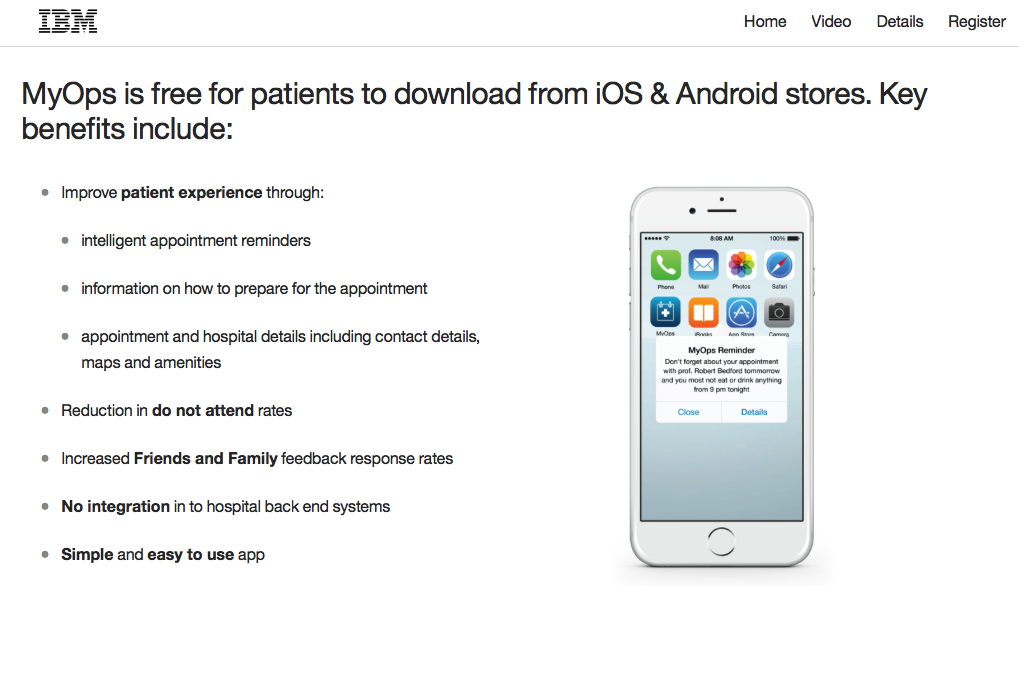 IBM
Home Video Details Register
MyOps is free for patients to download from iOS & Android stores. Key
benefits include:
Improve patient experience through:
intelligent appointment reminders
information on how to prepare for the appointment
appointment and hospital details including contact details,
maps and amenities
Reduction in do not attend rates
Increased Friends and Family feedback response rates
No integration in to hospital back end systems
Simple and easy to use app
8:08 AM 100%
Phone Mail Photos Safari
MyOps iBooks App Store Camera
MyOps Reminder
Don't forget about your appointment
with prof. Robert Bedford tommorrow
and you most not eat or drink anything
from 9 pm tonight
Close Details